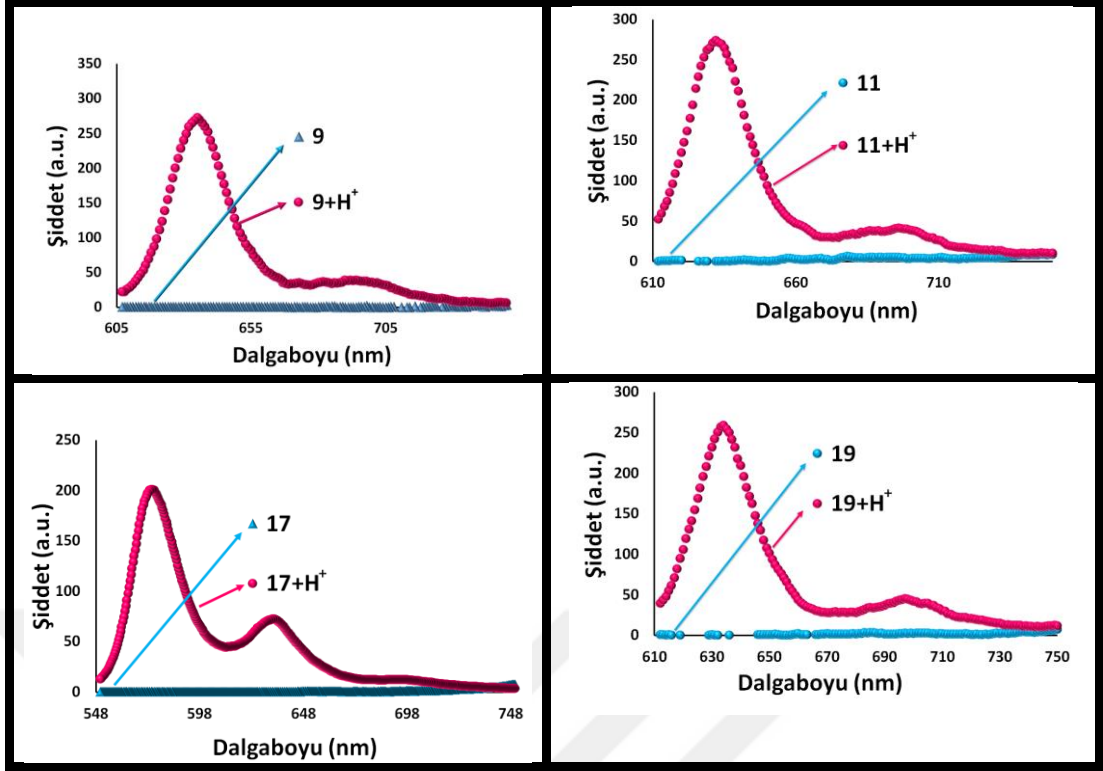 350
300
250
200
150
100
50
0
Şiddet (a.u.)
9
9+H⁺
605 655 705
Dalgaboyu (nm)
300
250
200
150
100
50
0
Şiddet (a.u.)
11
11+H⁺
610 660 710
Dalgaboyu (nm)
250
200
150
100
50
0
Şiddet (a.u.)
17
17+H⁺
548 598 648 698 748
Dalgaboyu (nm)
300
250
200
150
100
50
0
Şiddet (a.u.)
19
19+H⁺
610 630 650 670 690 710 730 750
Dalgaboyu (nm)